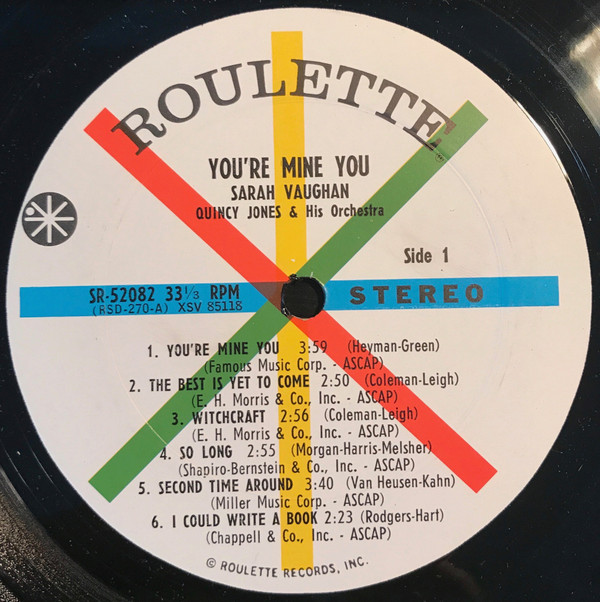 ROULETTE
YOU'RE MINE YOU
SARAH VAUGHAN
QUINCY JONES & His Orchestra
Side 1
SR-52082 33⅓ RPM
(RSD-270-A) XSV 85118
STEREO
1. YOU'RE MINE YOU 3:59 (Heyman-Green)
(Famous Music Corp. - ASCAP)
2. THE BEST IS YET TO COME 2:50 (Coleman-Leigh)
(E. H. Morris & Co., Inc. - ASCAP)
3. WITCHCRAFT 2:56 (Coleman-Leigh)
(E. H. Morris & Co., Inc. - ASCAP)
4. SO LONG 2:55 (Morgan-Harris-Melsher)
(Shapiro-Bernstein & Co., Inc. - ASCAP)
5. SECOND TIME AROUND 3:40 (Van Heusen-Kahn)
(Miller Music Corp. - ASCAP)
6. I COULD WRITE A BOOK 2:23 (Rodgers-Hart)
(Chappell & Co., Inc. - ASCAP)
© ROULETTE RECORDS, INC.